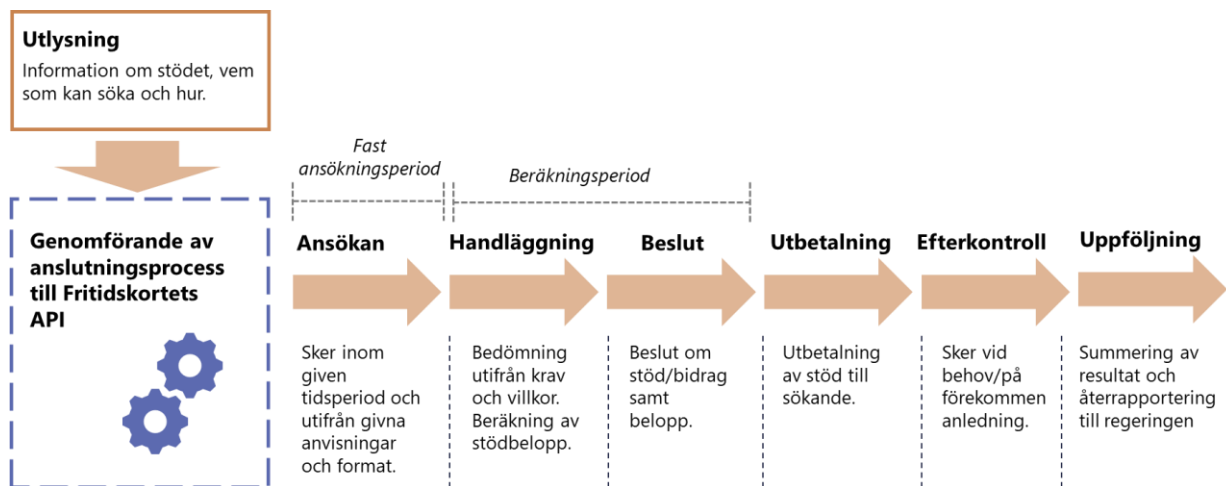 Utlysning
Information om stödet, vem
som kan söka och hur.
Fast
ansökningsperiod
Beräkningsperiod
Genomförande av
anslutningsprocess
till Fritidskortets
API
Ansökan
Handläggning
Beslut
Utbetalning
Efterkontroll
Uppföljning
Sker inom
given
tidsperiod och
utifrån givna
anvisningar
och format.
Bedömning
utifrån krav
och villkor.
Beräkning av
stödbelopp.
Beslut om
stöd/bidrag
samt
belopp.
Utbetalning
av stöd till
sökande.
Sker vid
behov/på
förekommen
anledning.
Summering av
resultat och
återrapportering
till regeringen